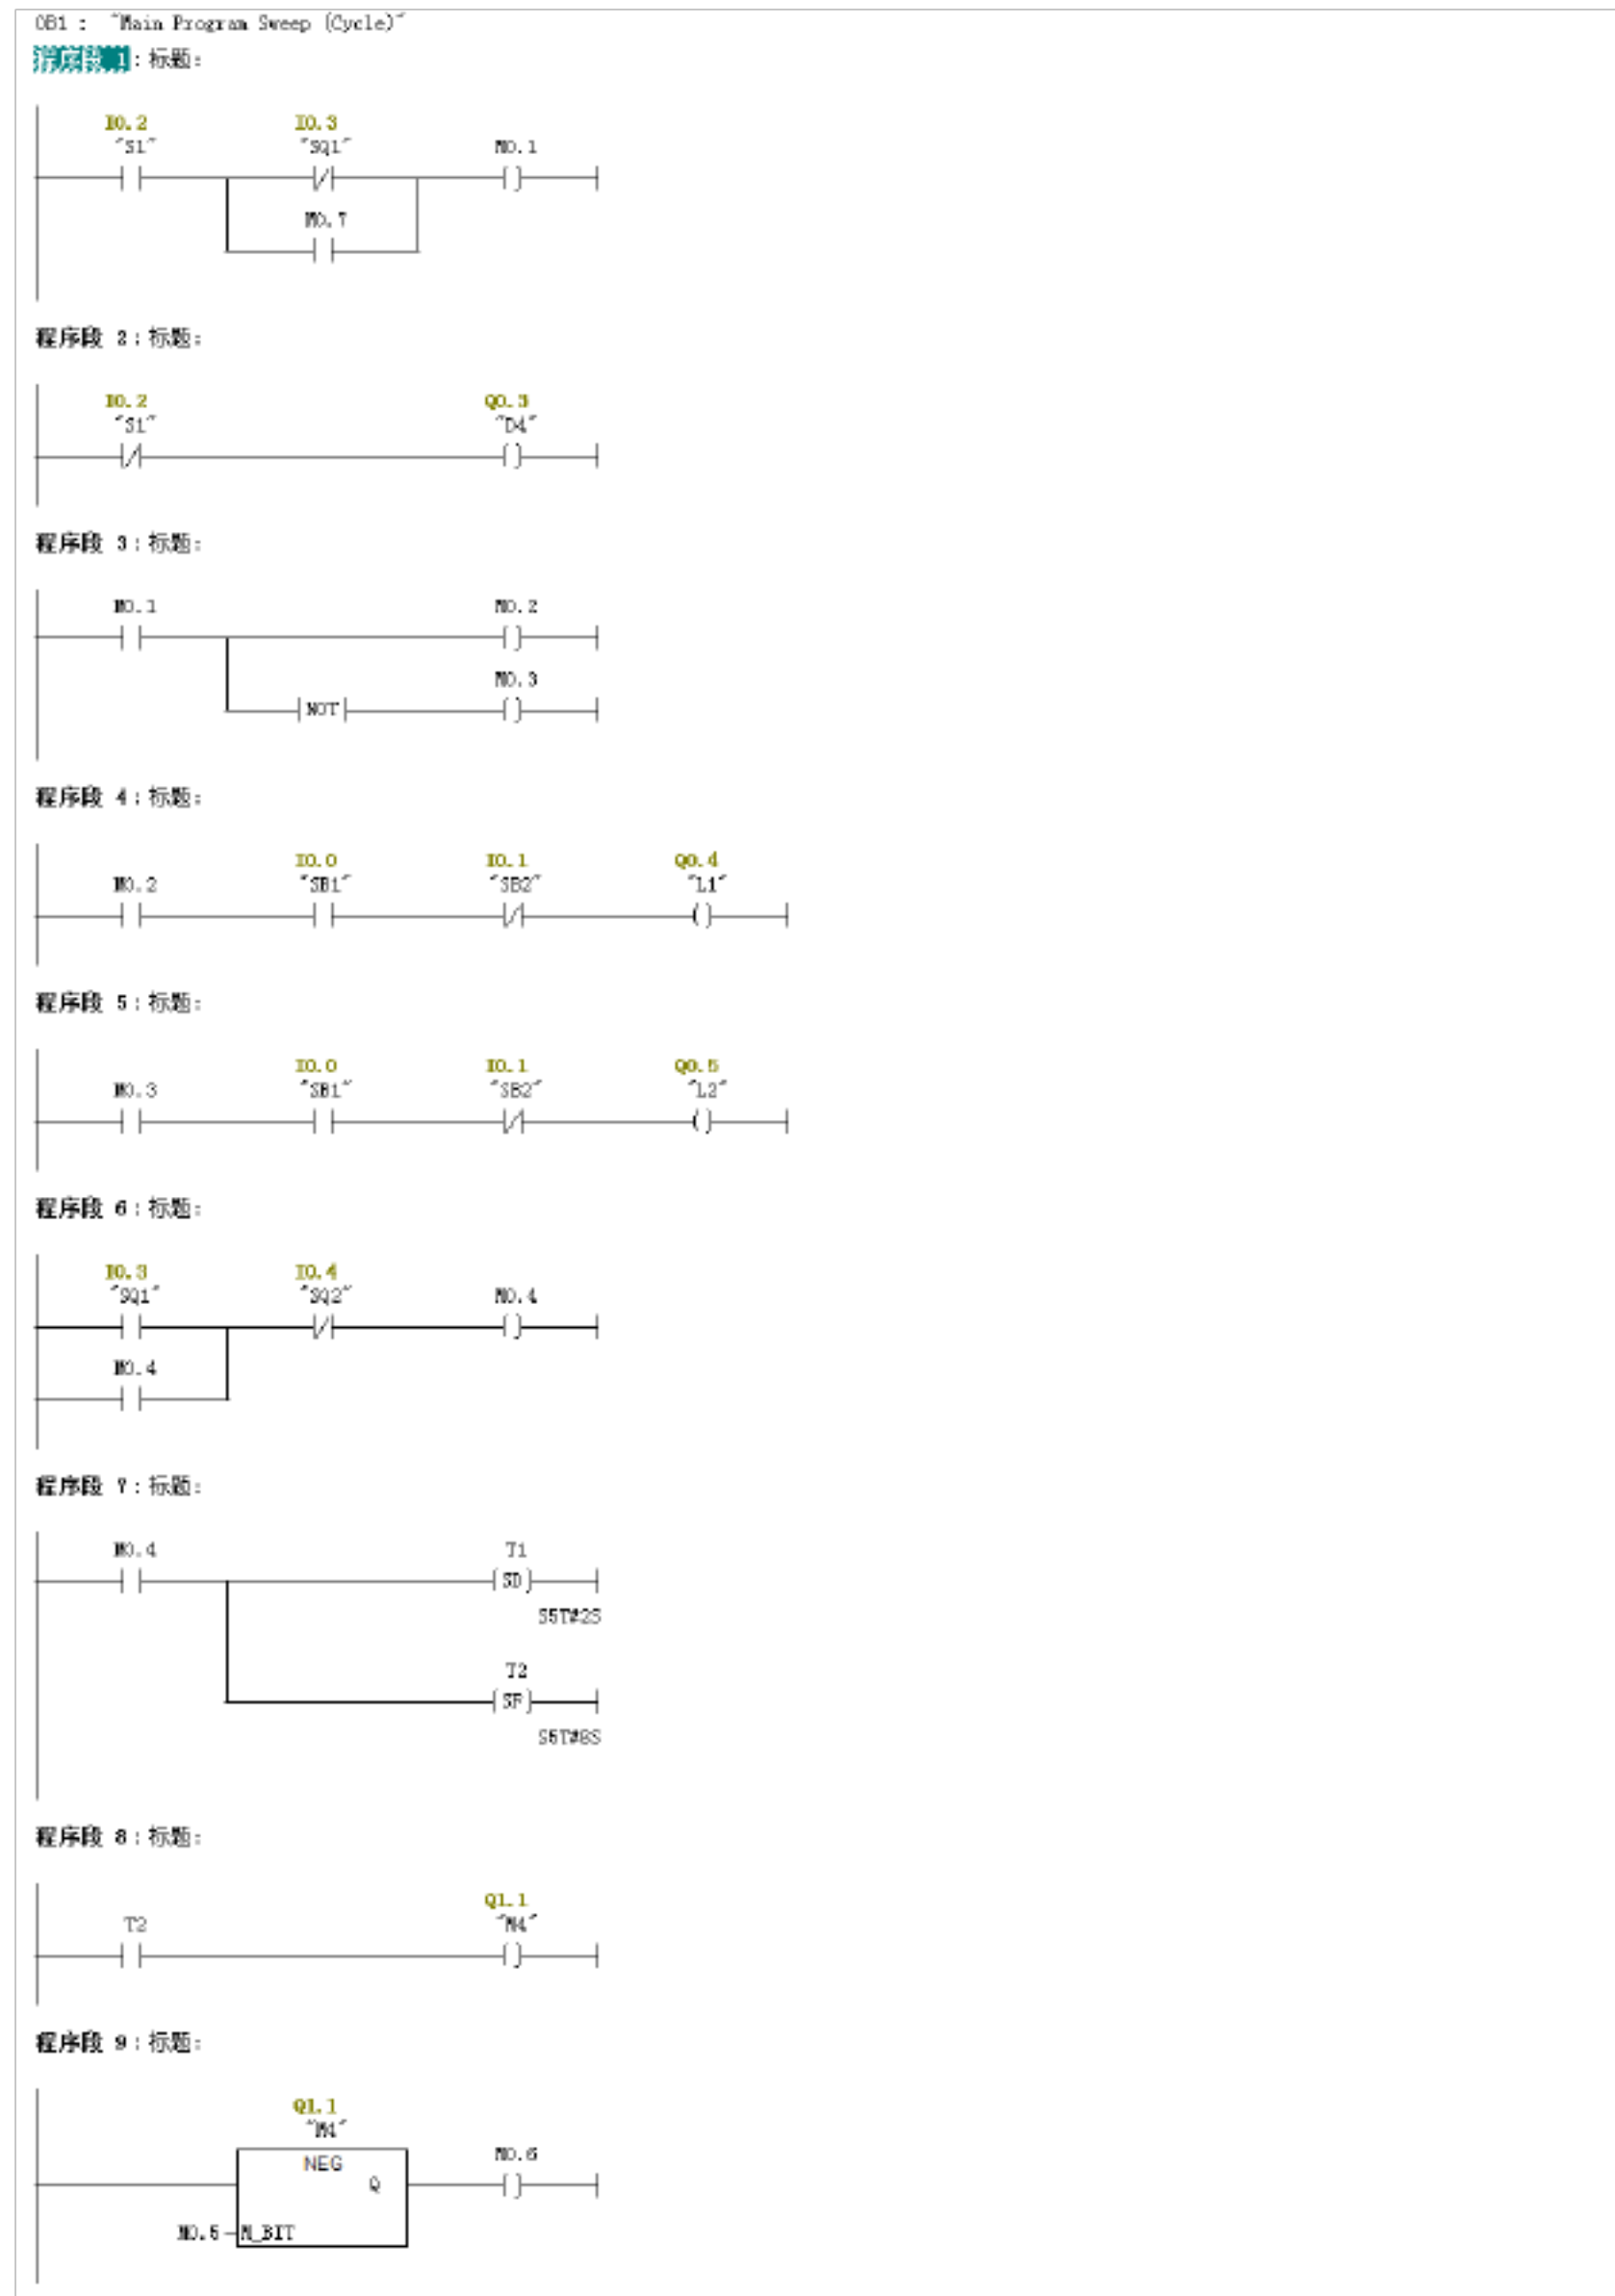 OB1 : "Main Program Sweep (Cycle)"
程序段 1:标题:
I0.2 I0.3
"S1" "SQ1" M0.1
M0.7
程序段 2:标题:
I0.2 Q0.3
"S1" "D4"
程序段 3:标题:
M0.1 M0.2
M0.3
NOT
程序段 4:标题:
I0.0 I0.1 Q0.4
M0.2 "SB1" "SB2" "L1"
程序段 5:标题:
I0.0 I0.1 Q0.5
M0.3 "SB1" "SB2" "L2"
程序段 6:标题:
I0.3 I0.4
"SQ1" "SQ2" M0.4
M0.4
程序段 7:标题:
M0.4 T1
SD
S5T#2S
T2
SF
S5T#8S
程序段 8:标题:
Q1.1
T2 "M4"
程序段 9:标题:
Q1.1
"M4"
NEG M0.6
Q
M0.5 M_BIT